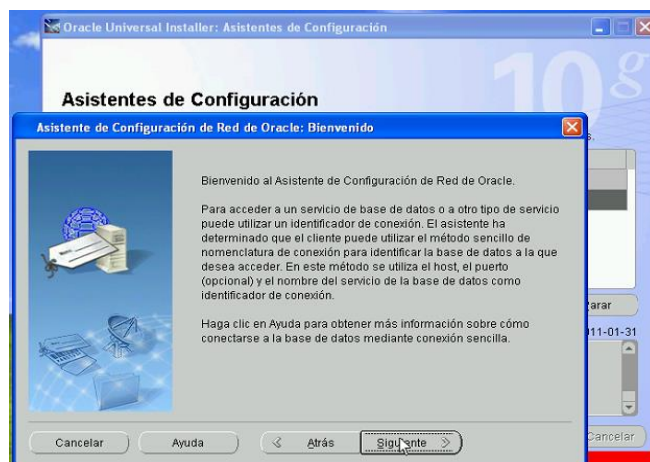 Oracle Universal Installer: Asistentes de Configuración
10g
Asistentes de Configuración
Asistente de Configuración de Red de Oracle: Bienvenido
s.
Bienvenido al Asistente de Configuración de Red de Oracle.
Para acceder a un servicio de base de datos o a otro tipo de servicio
puede utilizar un identificador de conexión. El asistente ha
determinado que el cliente puede utilizar el método sencillo de
nomenclatura de conexión para identificar la base de datos a la que
desea acceder. En este método se utiliza el host, el puerto
(opcional) y el nombre del servicio de la base de datos como
identificador de conexión.
arar
011-01-31
Haga clic en Ayuda para obtener más información sobre cómo
conectarse a la base de datos mediante conexión sencilla.
Cancelar
Ayuda
Atrás
Siguiente
Cancelar